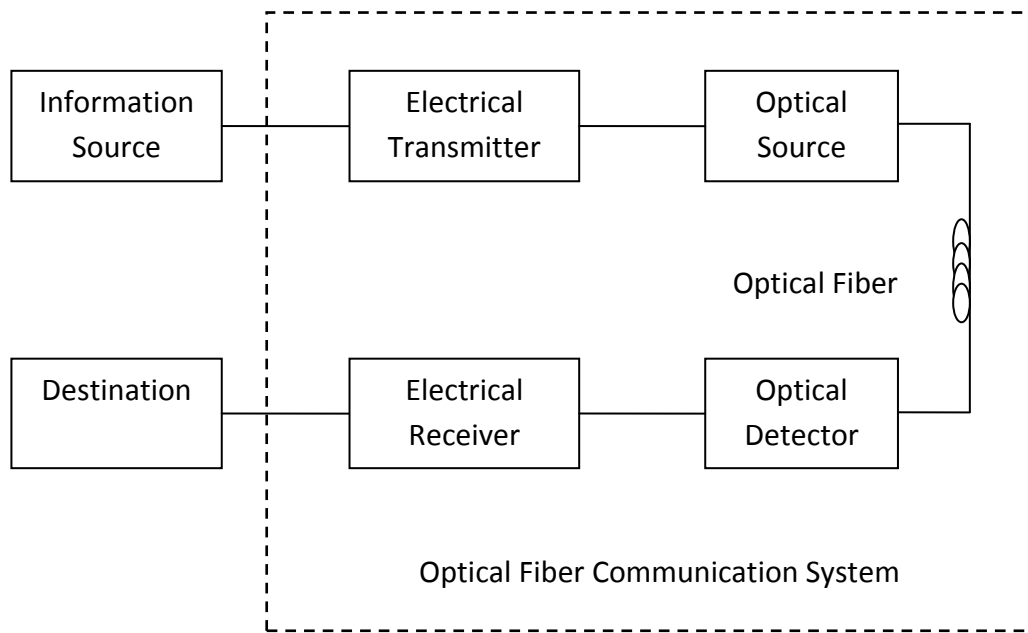 Information
Source
Electrical
Transmitter
Optical
Source
Optical Fiber
Destination
Electrical
Receiver
Optical
Detector
Optical Fiber Communication System